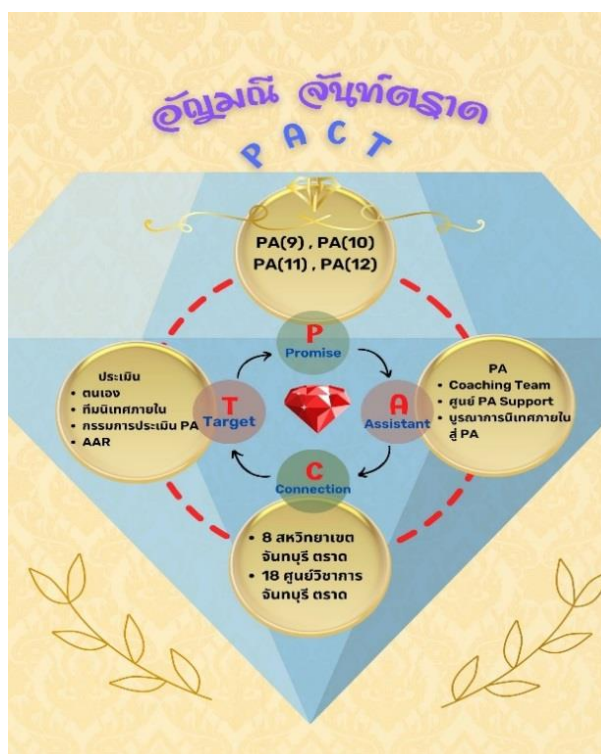 อัญมณี จันท์ตราด
PACT
PA(9) , PA(10)
PA(11) , PA(12)
P
Promise
A
Assistant
PA
• Coaching Team
• ศูนย์ PA Support
• บูรณาการนิเทศภายใน
สู่ PA
C
Connection
• 8 สหวิทยาเขต
จันทบุรี ตราด
• 18 ศูนย์วิชาการ
จันทบุรี ตราด
T
Target
ประเมิน
• ตนเอง
• ทีมนิเทศภายใน
• กรรมการประเมิน PA
• AAR